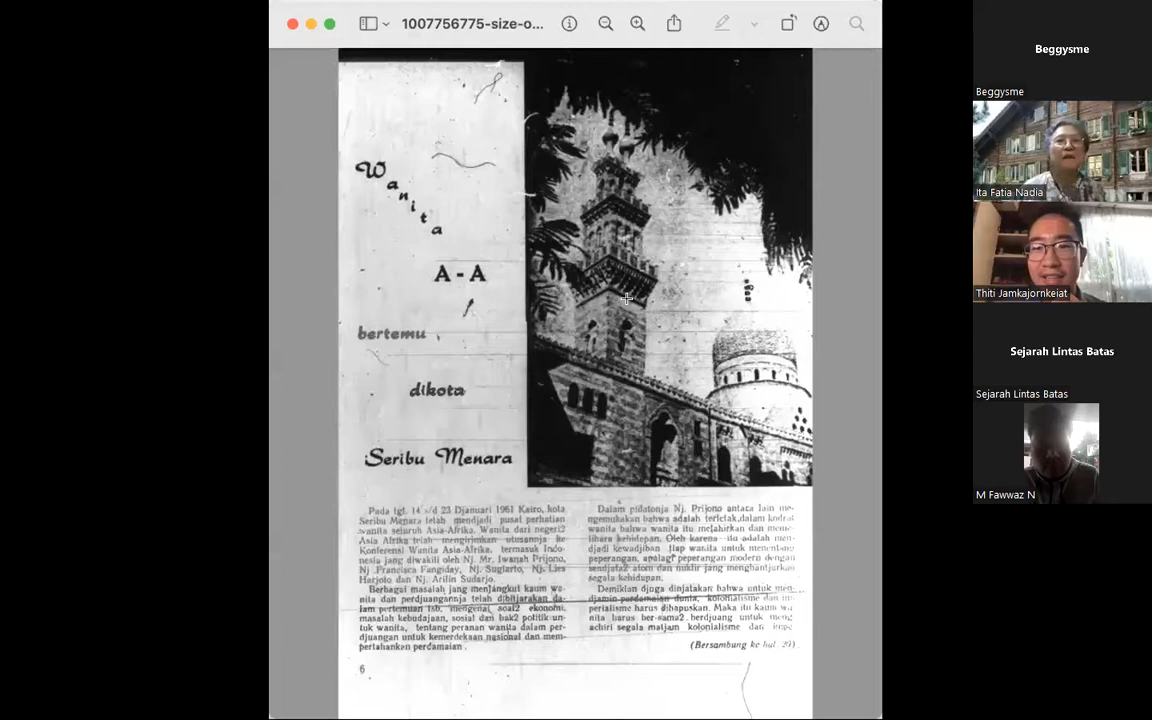 1007756775-size-o...
Wanita
A - A
bertemu
dikota
Seribu Menara
Pada tgl. 14 s/d 23 Djanuari 1961 Kairo, kota
Seribu Menara telah mendjadi pusat perhatian
wanita seluruh Asia-Afrika. Wanita dari negeri2
Asia Afrika telah mengirimkan utusannja ke
Konferensi Wanita Asia-Afrika, termasuk Indo-
nesia jang diwakili oleh Nj. Mr. Iwanah Prijono,
Nj. Francisca Fangiday, Nj. Sugiarto, Nj. Lies
Harjoto dan Nj. Arilin Sudarjo.
Berbagai masalah jang menjangkut kaum wa-
nita dan perdjuangannja telah dibitjarakan da-
lam pertemuan tsb. mengenai soal2 ekonomi,
masalah kebudajaan, sosial dan hak2 politik un-
tuk wanita, tentang peranan wanita dalam per-
djuangan untuk kemerdekaan nasional dan mem-
pertahankan perdamaian.
Dalam pidatonja Nj. Prijono antara lain me-
ngemukakan bahwa adalah terletak dalam kodrat
wanita bahwa wanita itu melahirkan dan meme-
lihara kehidupan. Oleh karena itu adalah men-
djadi kewadjiban tiap wanita untuk menentang
peperangan, apalagi peperangan modern dengan
sendjata2 atom dan nuklir jang menghantjurkan
segala kehidupan.
Demikian djuga dinjatakan bahwa untuk men-
djamin perdamaian dunia, kolonialisme dan im-
perialisme harus dihapuskan. Maka itu kaum wa-
nita harus ber-sama2 berdjuang untuk meng-
achiri segala matjam kolonialisme dan impe
(Bersambung ke hal. 29)
6
Beggysme
Beggysme
Ita Fatia Nadia
Thiti Jamkajornkeiat
Sejarah Lintas Batas
Sejarah Lintas Batas
M Fawwaz N